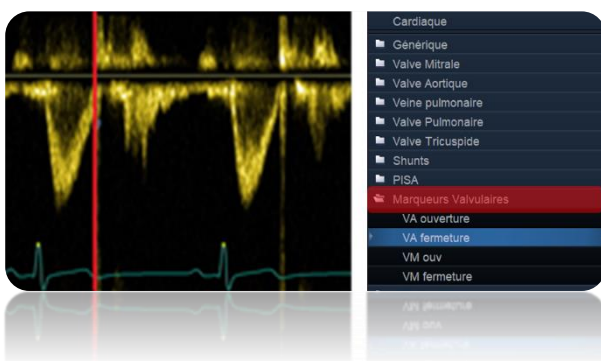 Cardiaque
Générique
Valve Mitrale
Valve Aortique
Veine pulmonaire
Valve Pulmonaire
Valve Tricuspide
Shunts
PISA
Marqueurs Valvulaires
VA ouverture
VA fermeture
VM ouv
VM fermeture